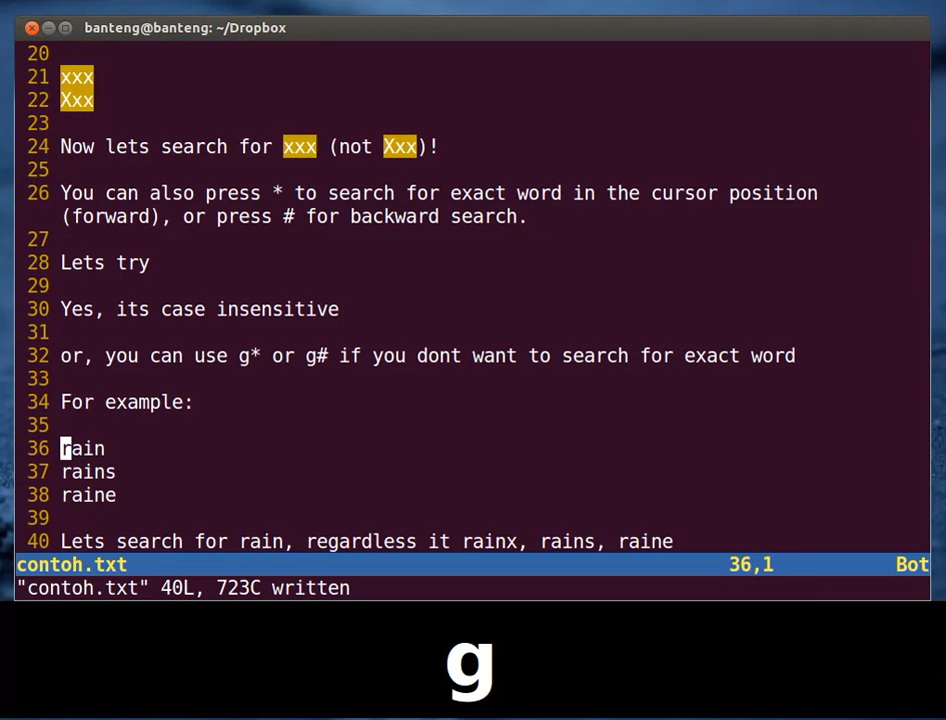 banteng@banteng: ~/Dropbox
20
21 xxx
22 Xxx
23
24 Now lets search for xxx (not Xxx)!
25
26 You can also press * to search for exact word in the cursor position
(forward), or press # for backward search.
27
28 Lets try
29
30 Yes, its case insensitive
31
32 or, you can use g* or g# if you dont want to search for exact word
33
34 For example:
35
36 rain
37 rains
38 raine
39
40 Lets search for rain, regardless it rainx, rains, raine
contoh.txt 36,1 Bot
"contoh.txt" 40L, 723C written
g